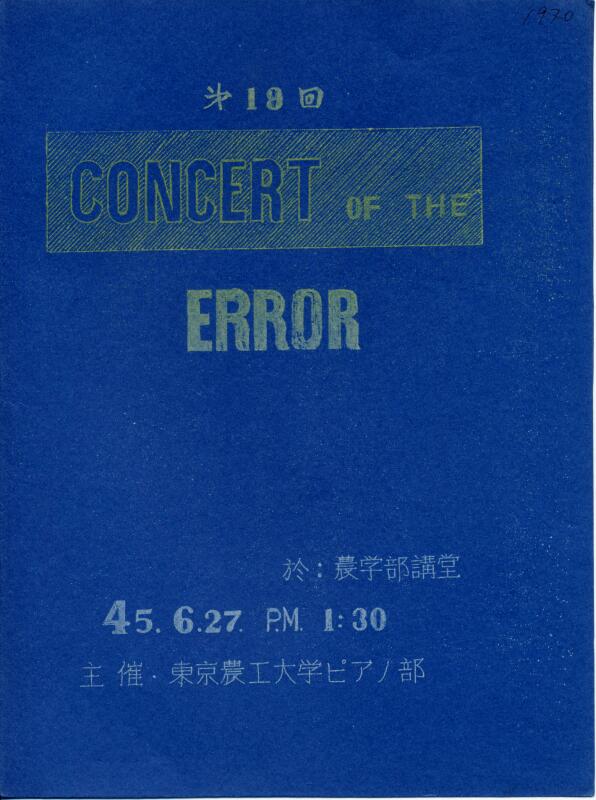 1970
第19回
CONCERT OF THE
ERROR
於：農学部講堂
45. 6. 27. P.M. 1:30
主催・東京農工大学ピアノ部